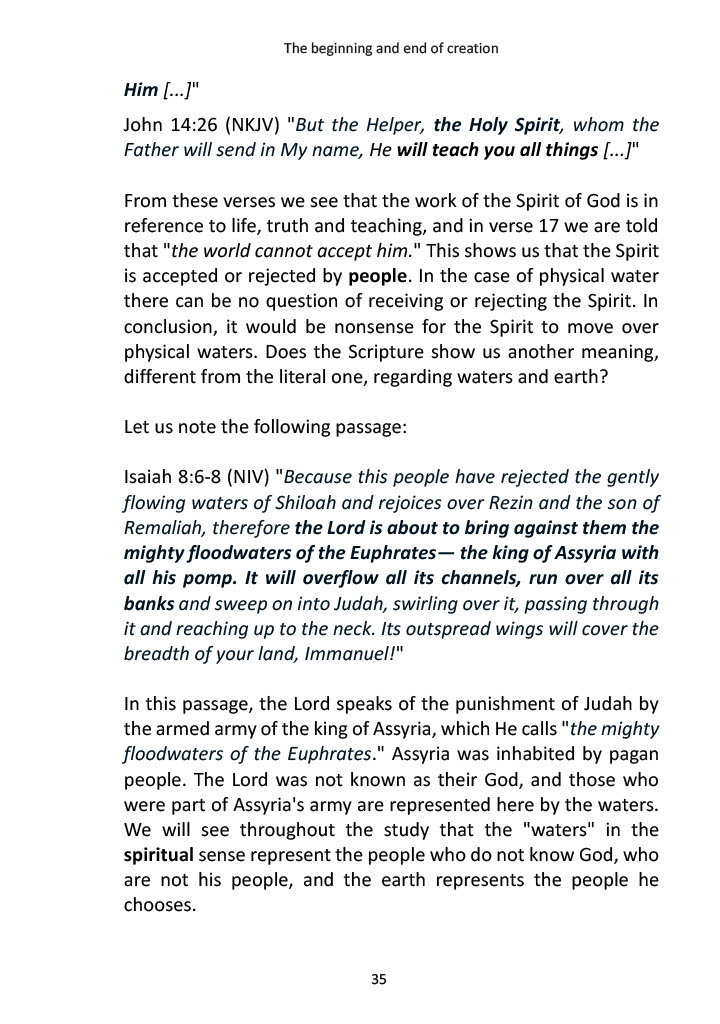 The beginning and end of creation
Him [...]"
John 14:26 (NKJV) "But the Helper, the Holy Spirit, whom the
Father will send in My name, He will teach you all things [...]"
From these verses we see that the work of the Spirit of God is in
reference to life, truth and teaching, and in verse 17 we are told
that "the world cannot accept him." This shows us that the Spirit
is accepted or rejected by people. In the case of physical water
there can be no question of receiving or rejecting the Spirit. In
conclusion, it would be nonsense for the Spirit to move over
physical waters. Does the Scripture show us another meaning,
different from the literal one, regarding waters and earth?
Let us note the following passage:
Isaiah 8:6-8 (NIV) "Because this people have rejected the gently
flowing waters of Shiloah and rejoices over Rezin and the son of
Remaliah, therefore the Lord is about to bring against them the
mighty floodwaters of the Euphrates— the king of Assyria with
all his pomp. It will overflow all its channels, run over all its
banks and sweep on into Judah, swirling over it, passing through
it and reaching up to the neck. Its outspread wings will cover the
breadth of your land, Immanuel!"
In this passage, the Lord speaks of the punishment of Judah by
the armed army of the king of Assyria, which He calls "the mighty
floodwaters of the Euphrates." Assyria was inhabited by pagan
people. The Lord was not known as their God, and those who
were part of Assyria's army are represented here by the waters.
We will see throughout the study that the "waters" in the
spiritual sense represent the people who do not know God, who
are not his people, and the earth represents the people he
chooses.
35